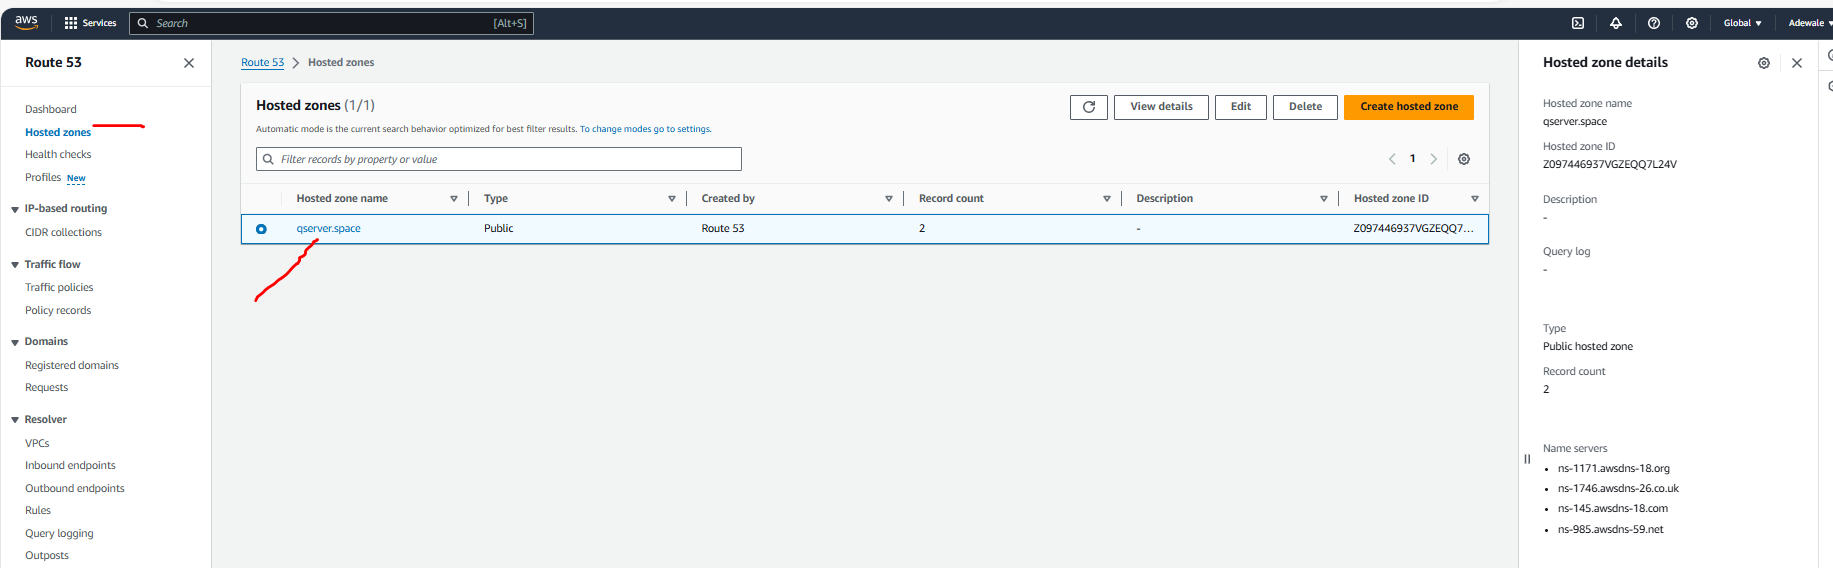 aws
Services
Search
[Alt+S]
Global
Adewale
Route 53
Dashboard
Hosted zones
Health checks
Profiles New
IP-based routing
CIDR collections
Traffic flow
Traffic policies
Policy records
Domains
Registered domains
Requests
Resolver
VPCs
Inbound endpoints
Outbound endpoints
Rules
Query logging
Outposts
Route 53 > Hosted zones
Hosted zones (1/1)
View details
Edit
Delete
Create hosted zone
Automatic mode is the current search behavior optimized for best filter results. To change modes go to settings.
Filter records by property or value
1
Hosted zone name
Type
Created by
Record count
Description
Hosted zone ID
qserver.space
Public
Route 53
2
-
Z097446937VGZEQQ7...
Hosted zone details
Hosted zone name
qserver.space
Hosted zone ID
Z097446937VGZEQQ7L24V
Description
-
Query log
-
Type
Public hosted zone
Record count
2
Name servers
ns-1171.awsdns-18.org
ns-1746.awsdns-26.co.uk
ns-145.awsdns-18.com
ns-985.awsdns-59.net